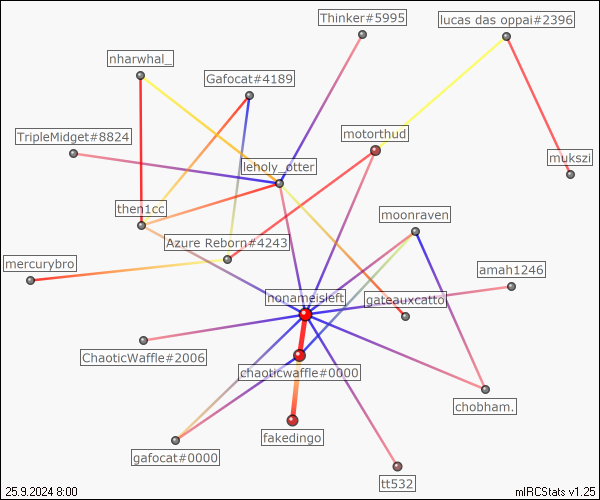 Thinker#5995
lucas das oppai#2396
nharwhal_
Gafocat#4189
motorthud
TripleMidget#8824
mukszi
leholy_otter
then1cc
moonraven
Azure Reborn#4243
mercurybro
amah1246
nonameisleft
gateauxcatto
ChaoticWaffle#2006
chaoticwaffle#0000
chobham.
fakedingo
gafocat#0000
tt532
25.9.2024 8:00
mIRCStats v1.25